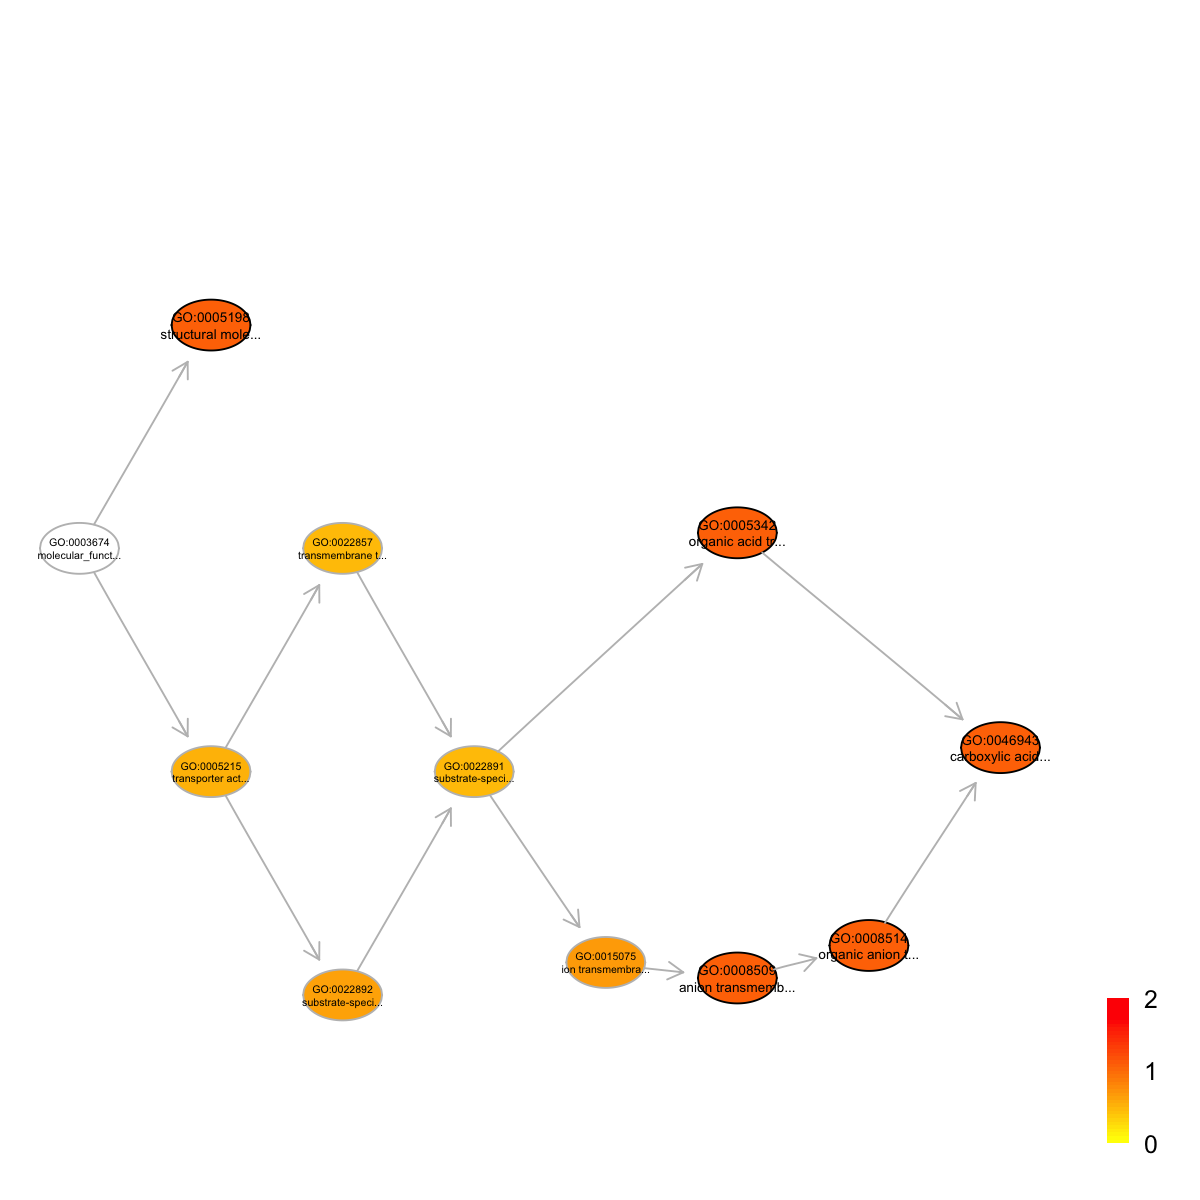 GO:0005198
structural mole...
GO:0005342
organic acid tr...
GO:0003674
molecular_funct...
GO:0022857
transmembrane t...
GO:0046943
carboxylic acid...
GO:0005215
transporter act...
GO:0022891
substrate-speci...
GO:0008514
organic anion t...
GO:0015075
ion transmembra...
GO:0008509
anion transmemb...
GO:0022892
substrate-speci...
2
1
0